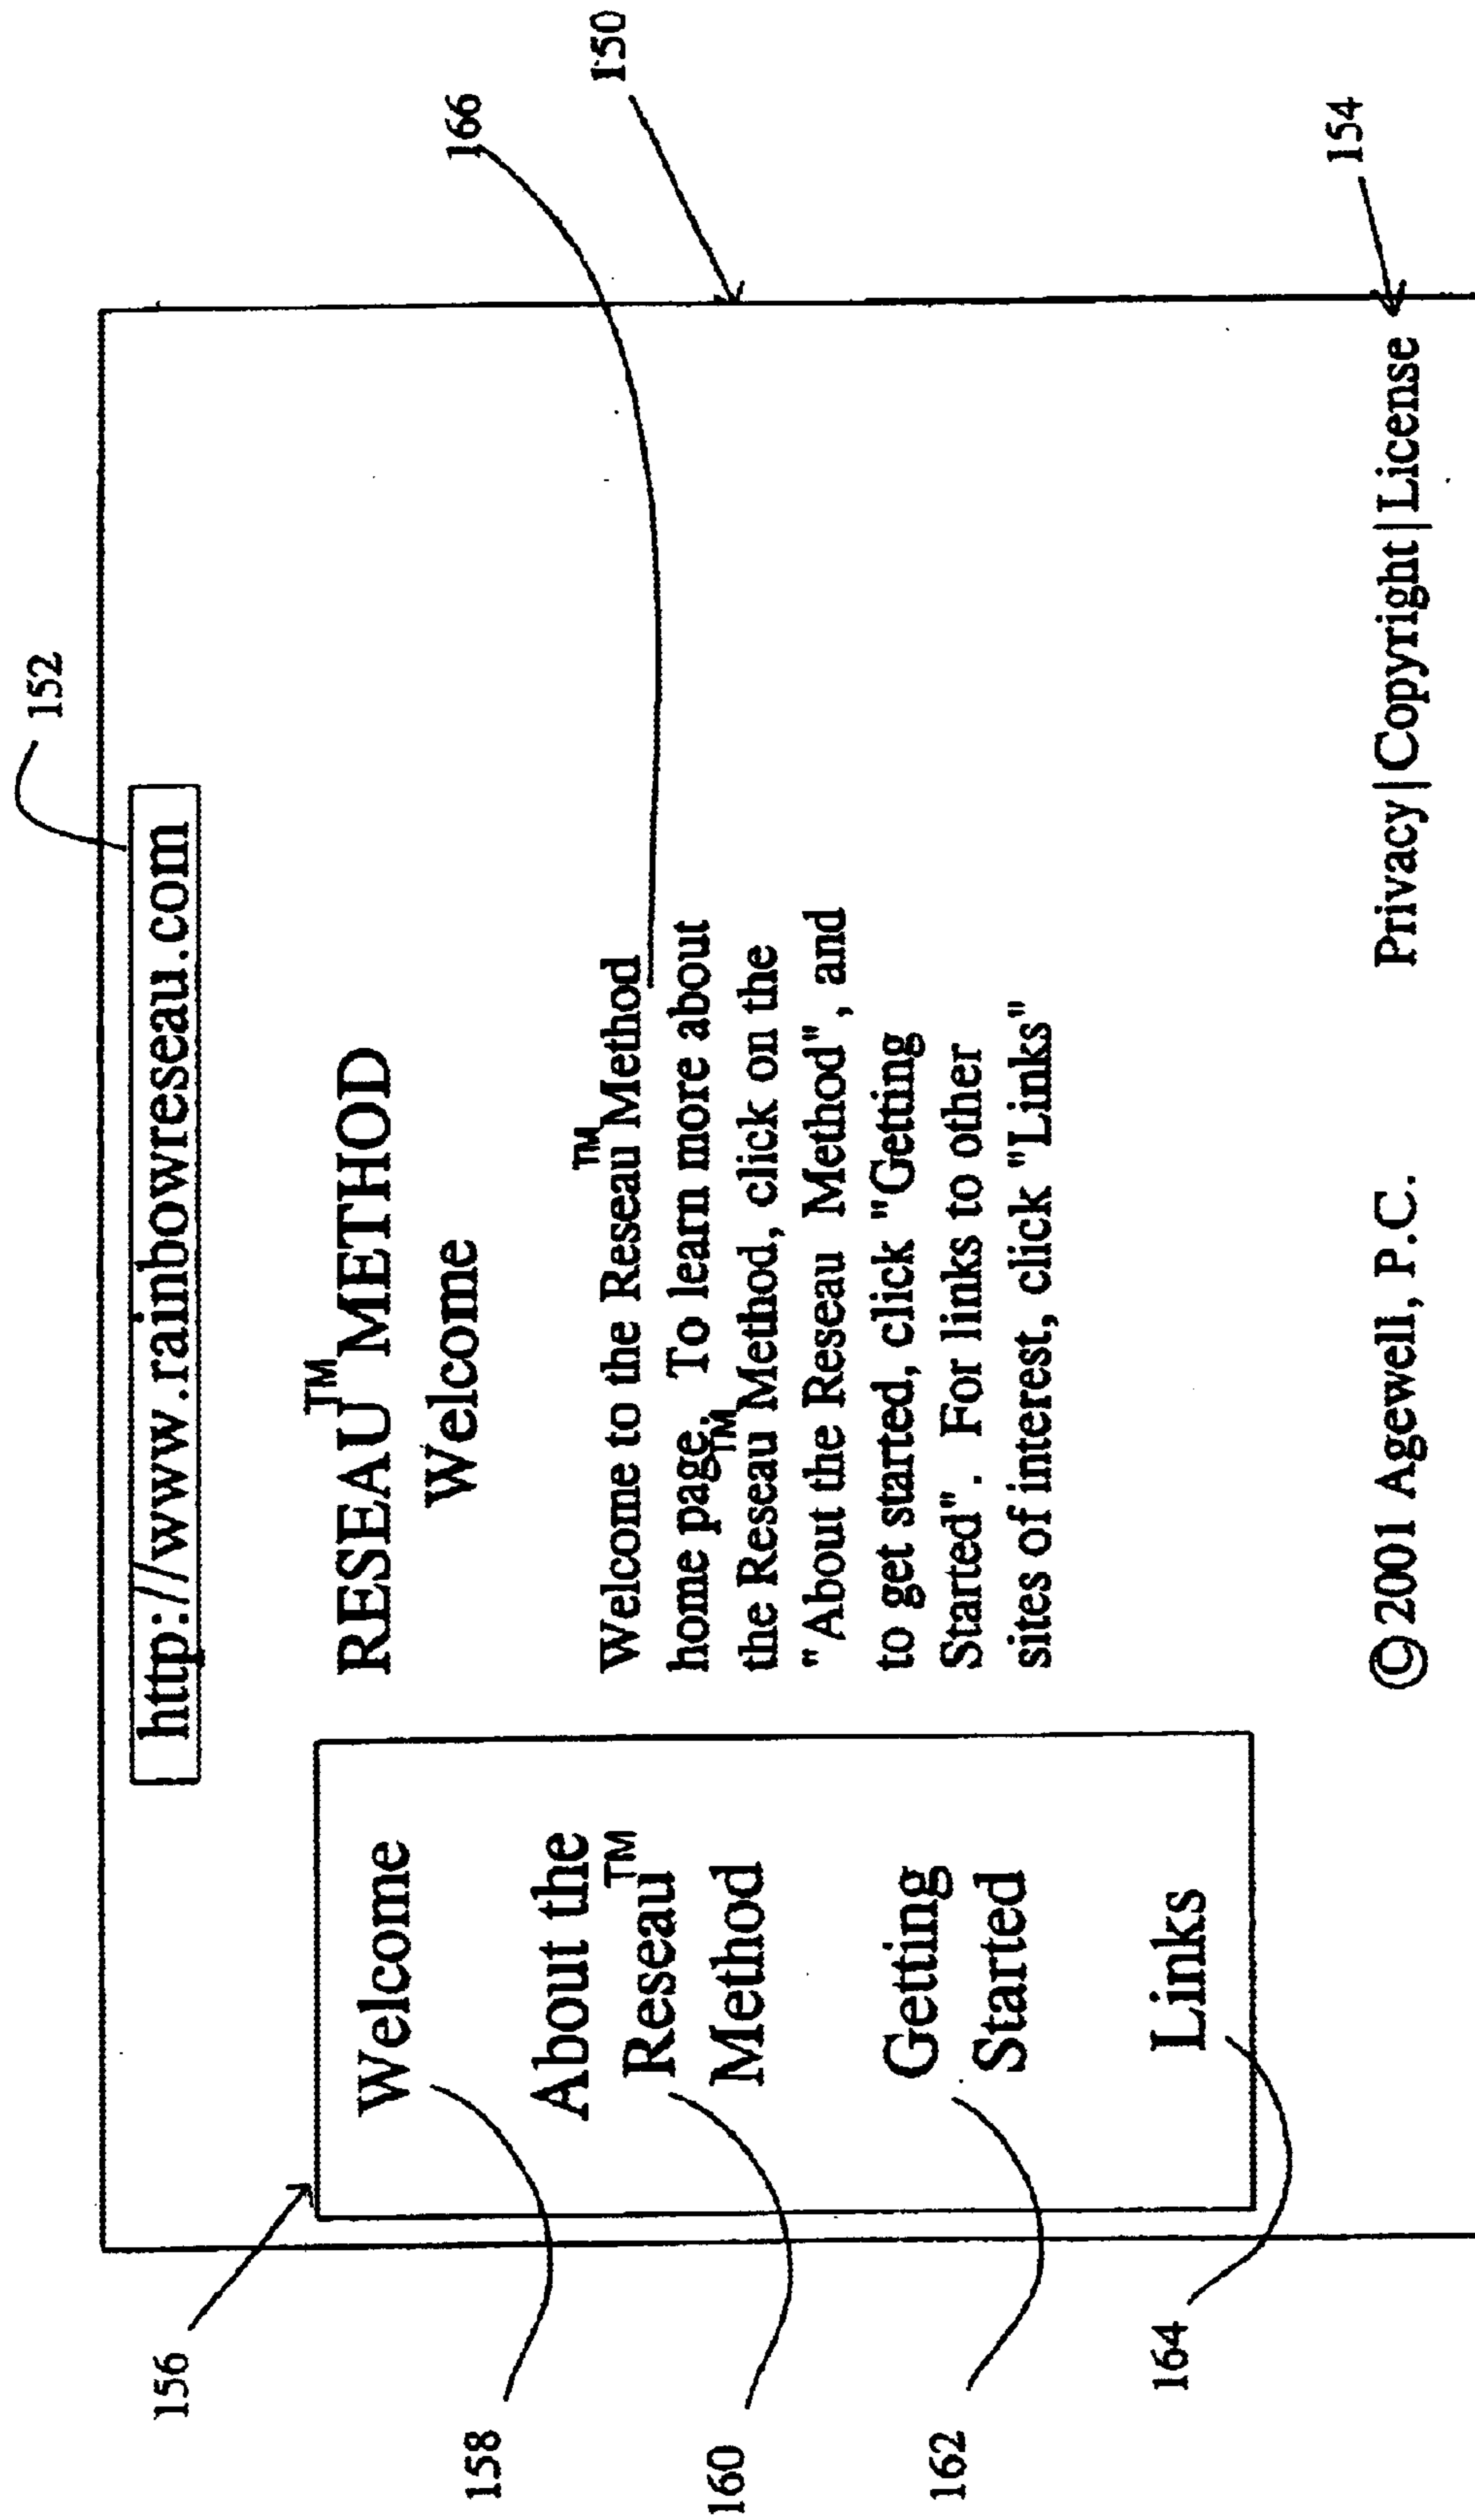 152
http://www.rainbowreseau.com
156
166
RESEAU™ METHOD
Welcome
150
Welcome
158
About the
Reseau™
Method
160
Getting
Started
162
Links
164
Welcome to the Reseau™ Method
home page. To learn more about
the Reseau™ Method, click on the
"About the Reseau Method", and
to get started, click "Getting
Started". For links to other
sites of interest, click "Links"
© 2001 Agewell, P.C.
Privacy|Copyright|License
154